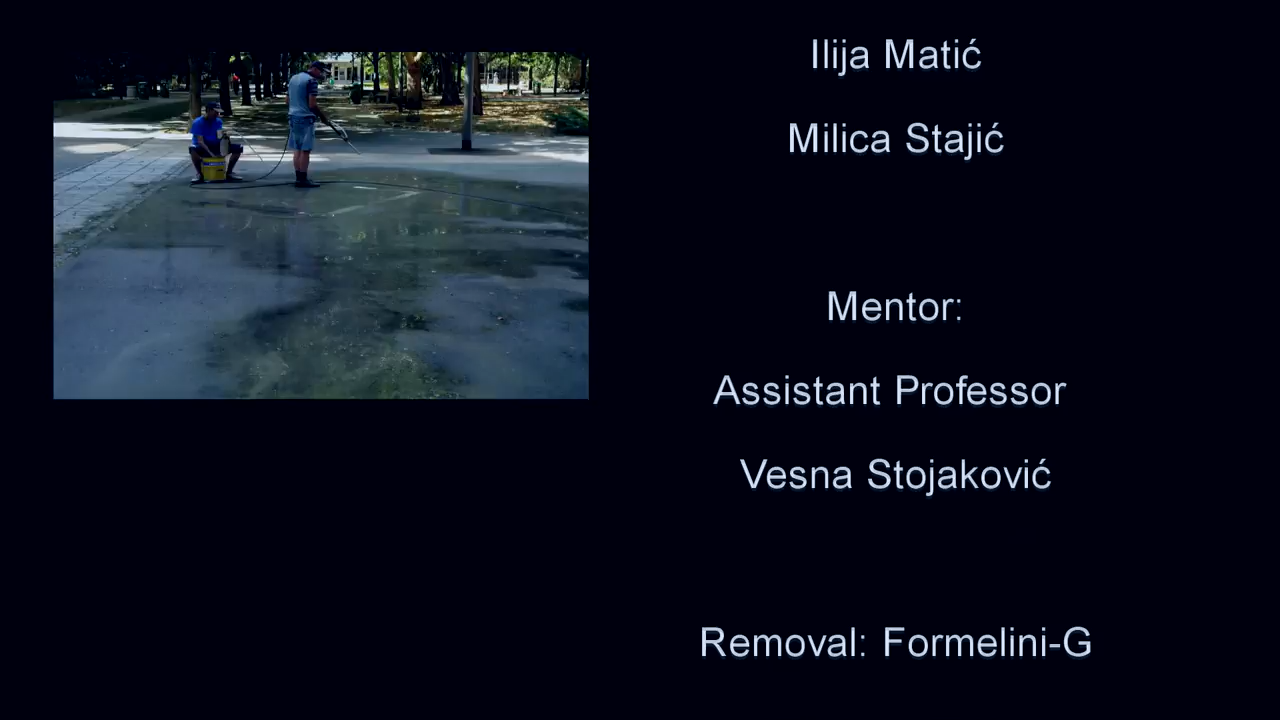 Ilija Matić
Milica Stajić
Mentor:
Assistant Professor
Vesna Stojaković
Removal: Formelini-G